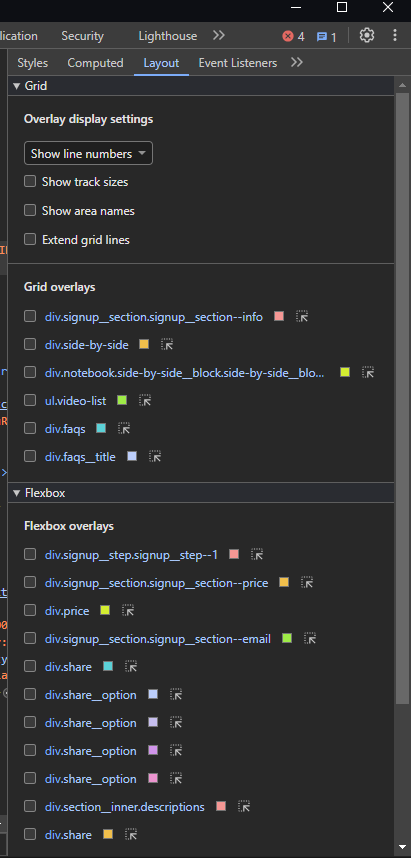 lication Security Lighthouse 4 1
Styles Computed Layout Event Listeners
Grid
Overlay display settings
Show line numbers
Show track sizes
Show area names
Extend grid lines
Grid overlays
div.signup__section.signup__section--info
div.side-by-side
div.notebook.side-by-side__block.side-by-side__blo...
ul.video-list
div.faqs
div.faqs__title
Flexbox
Flexbox overlays
div.signup__step.signup__step--1
div.signup__section.signup__section--price
div.price
div.signup__section.signup__section--email
div.share
div.share__option
div.share__option
div.share__option
div.share__option
div.section__inner.descriptions
div.share